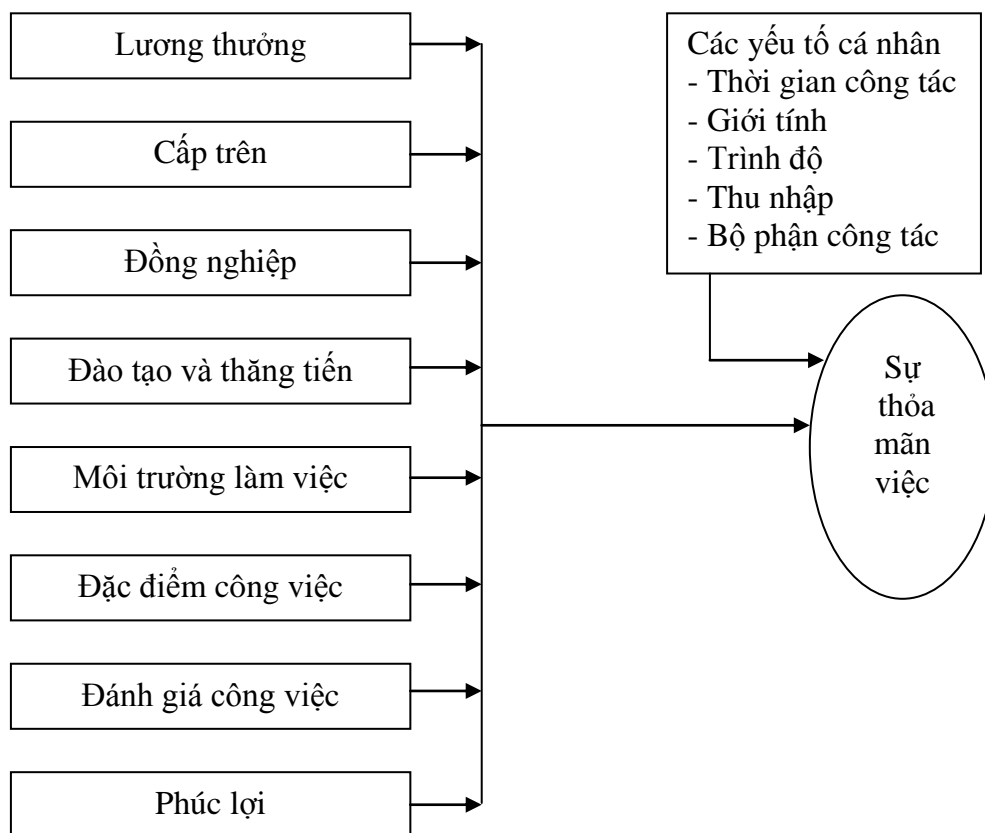 Lương thưởng
Cấp trên
Đồng nghiệp
Đào tạo và thăng tiến
Môi trường làm việc
Đặc điểm công việc
Đánh giá công việc
Phúc lợi
Các yếu tố cá nhân
- Thời gian công tác
- Giới tính
- Trình độ
- Thu nhập
- Bộ phận công tác
Sự
thỏa
mãn
việc